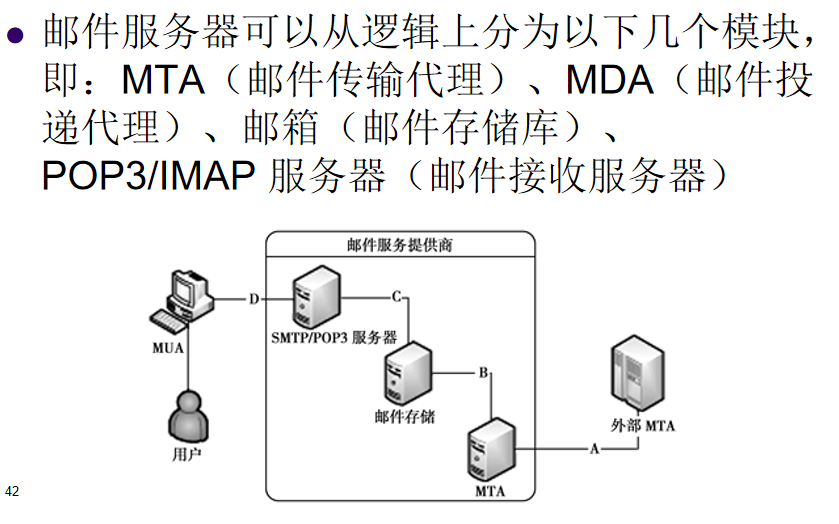 邮件服务器可以从逻辑上分为以下几个模块，
即：MTA（邮件传输代理）、MDA（邮件投
递代理）、邮箱（邮件存储库）、
POP3/IMAP 服务器（邮件接收服务器）
邮件服务提供商
D
C
SMTP/POP3 服务器
MUA
B
邮件存储
外部 MTA
用户
A
MTA
42